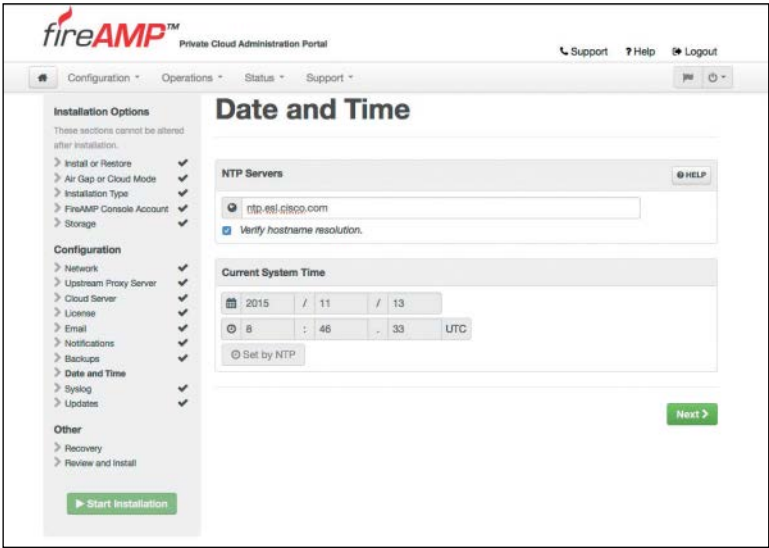 fireAMP™ Private Cloud Administration Portal
Support ? Help Logout
Configuration Operations Status Support
Installation Options
These sections cannot be altered
after installation.
Install or Restore
Air Gap or Cloud Mode
Installation Type
FireAMP Console Account
Storage
Configuration
Network
Upstream Proxy Server
Cloud Server
License
Email
Notifications
Backups
Date and Time
Syslog
Updates
Other
Recovery
Review and Install
Start Installation
Date and Time
NTP Servers
HELP
ntp.esl.cisco.com
Verify hostname resolution.
Current System Time
2015 / 11 / 13
8 : 46 . 33 UTC
Set by NTP
Next